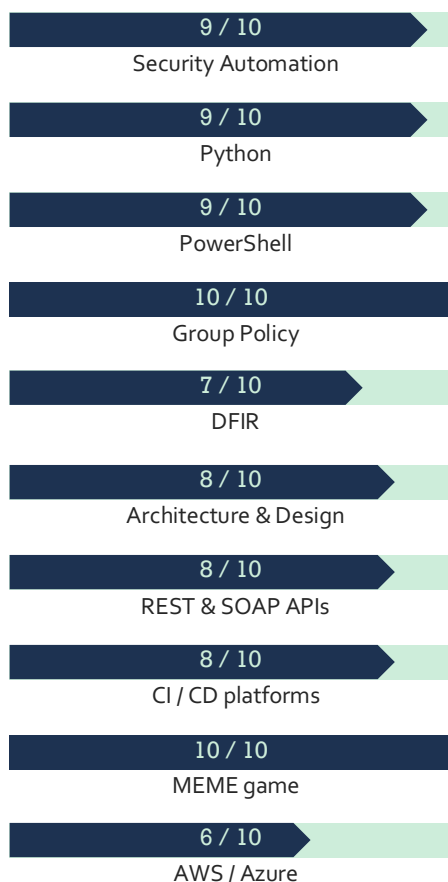 9 / 10
Security Automation
9 / 10
Python
9 / 10
PowerShell
10 / 10
Group Policy
7 / 10
DFIR
8 / 10
Architecture & Design
8 / 10
REST & SOAP APIs
8 / 10
CI / CD platforms
10 / 10
MEME game
6 / 10
AWS / Azure